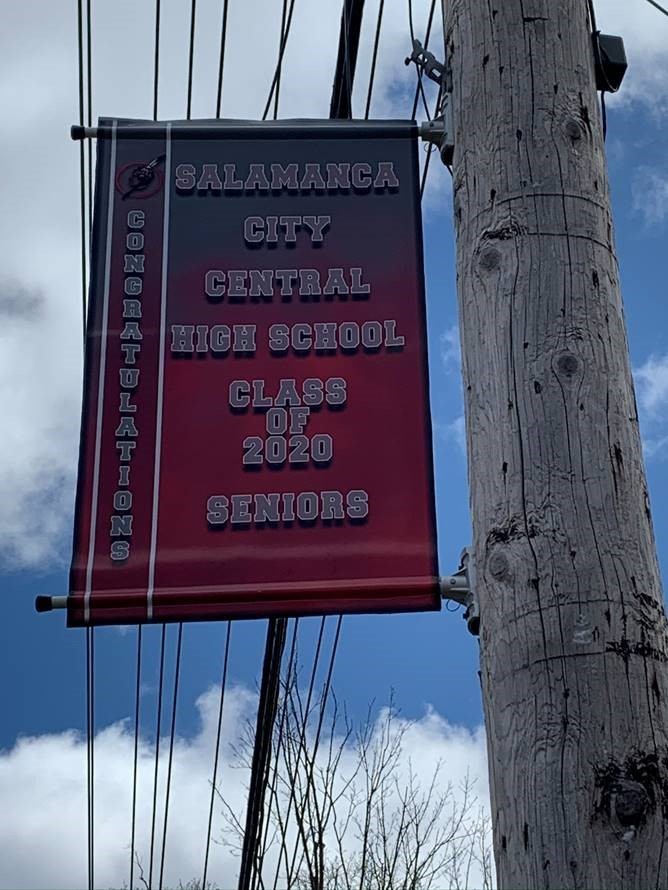 CONGRATULATIONS
SALAMANCA
CITY
CENTRAL
HIGH SCHOOL
CLASS
OF
2020
SENIORS